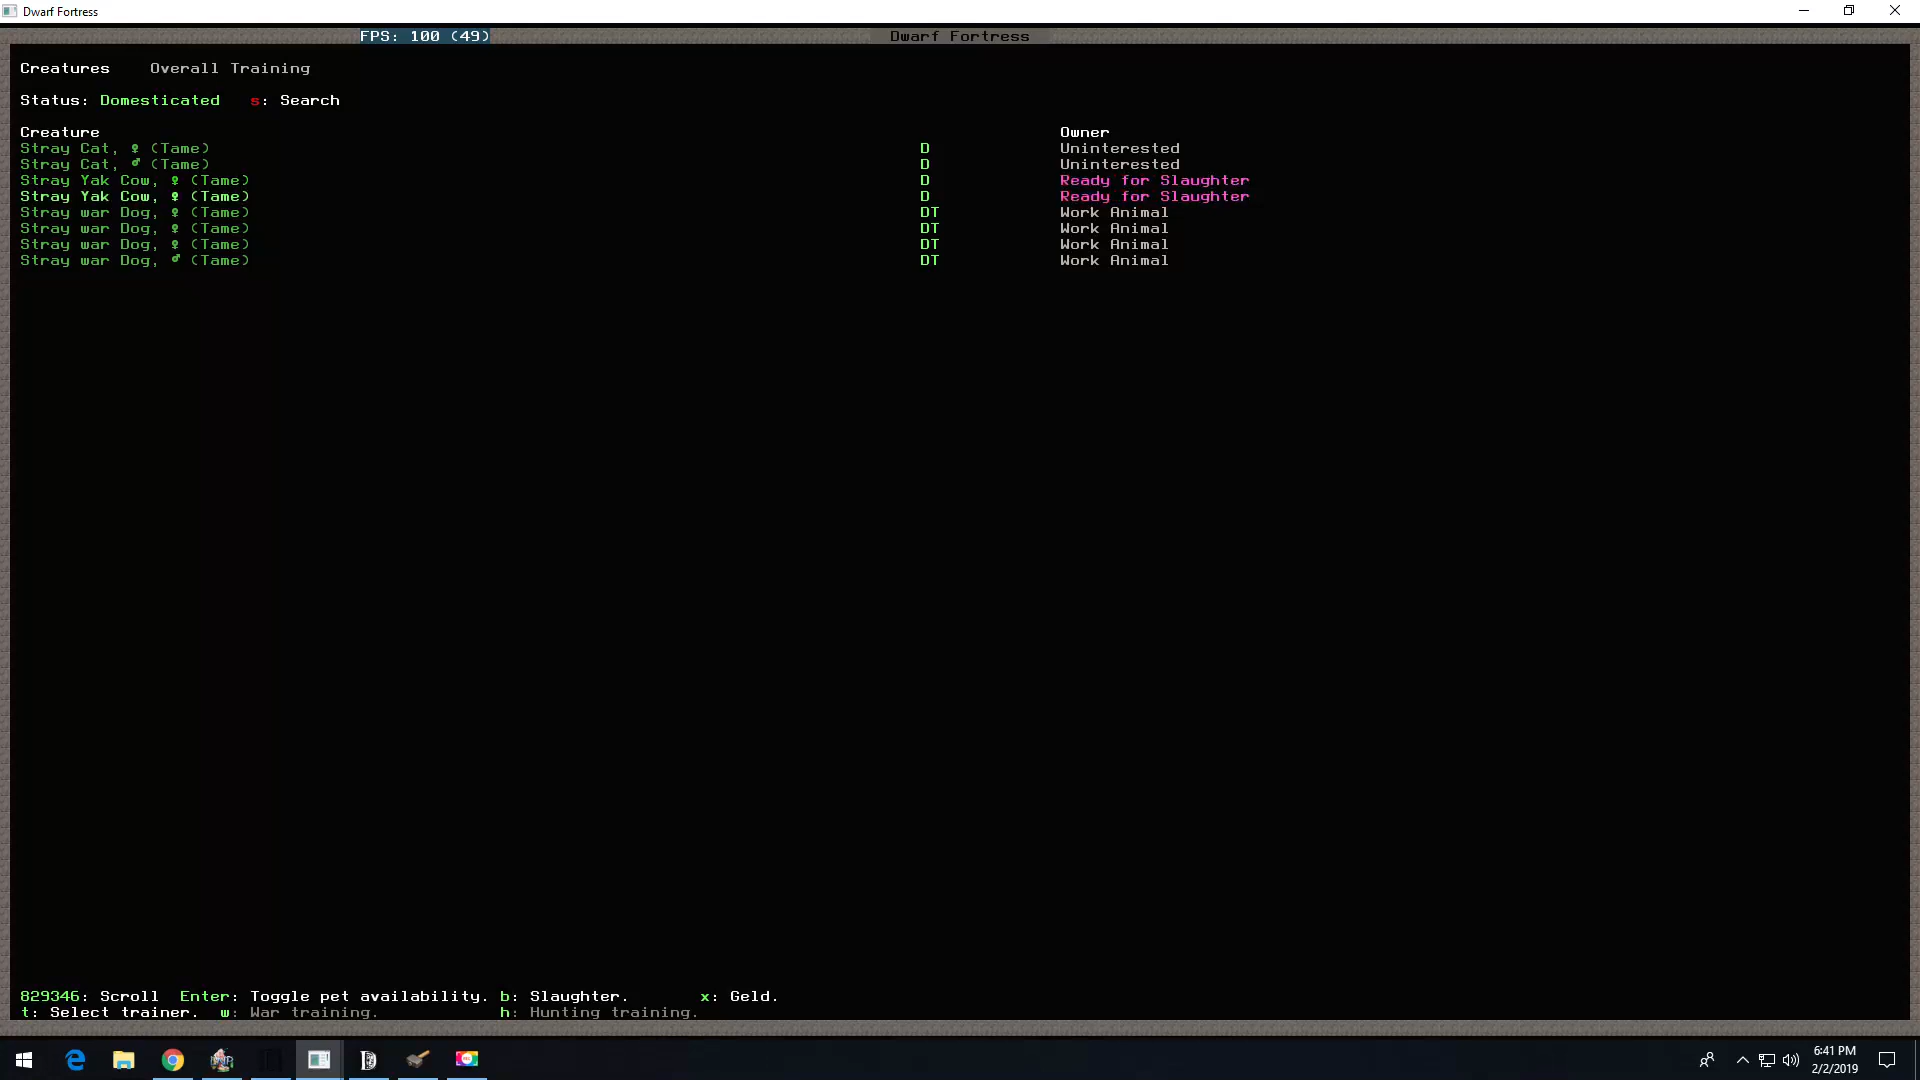 Dwarf Fortress
FPS: 100 (49) Dwarf Fortress
Creatures Overall Training
Status: Domesticated s: Search
Creature Owner
Stray Cat, ♀ (Tame) D Uninterested
Stray Cat, ♂ (Tame) D Uninterested
Stray Yak Cow, ♀ (Tame) D Ready for Slaughter
Stray Yak Cow, ♀ (Tame) D Ready for Slaughter
Stray war Dog, ♀ (Tame) DT Work Animal
Stray war Dog, ♀ (Tame) DT Work Animal
Stray war Dog, ♀ (Tame) DT Work Animal
Stray war Dog, ♂ (Tame) DT Work Animal
829346: Scroll Enter: Toggle pet availability. b: Slaughter. x: Geld.
t: Select trainer. w: War training. h: Hunting training.
6:41 PM
2/2/2019